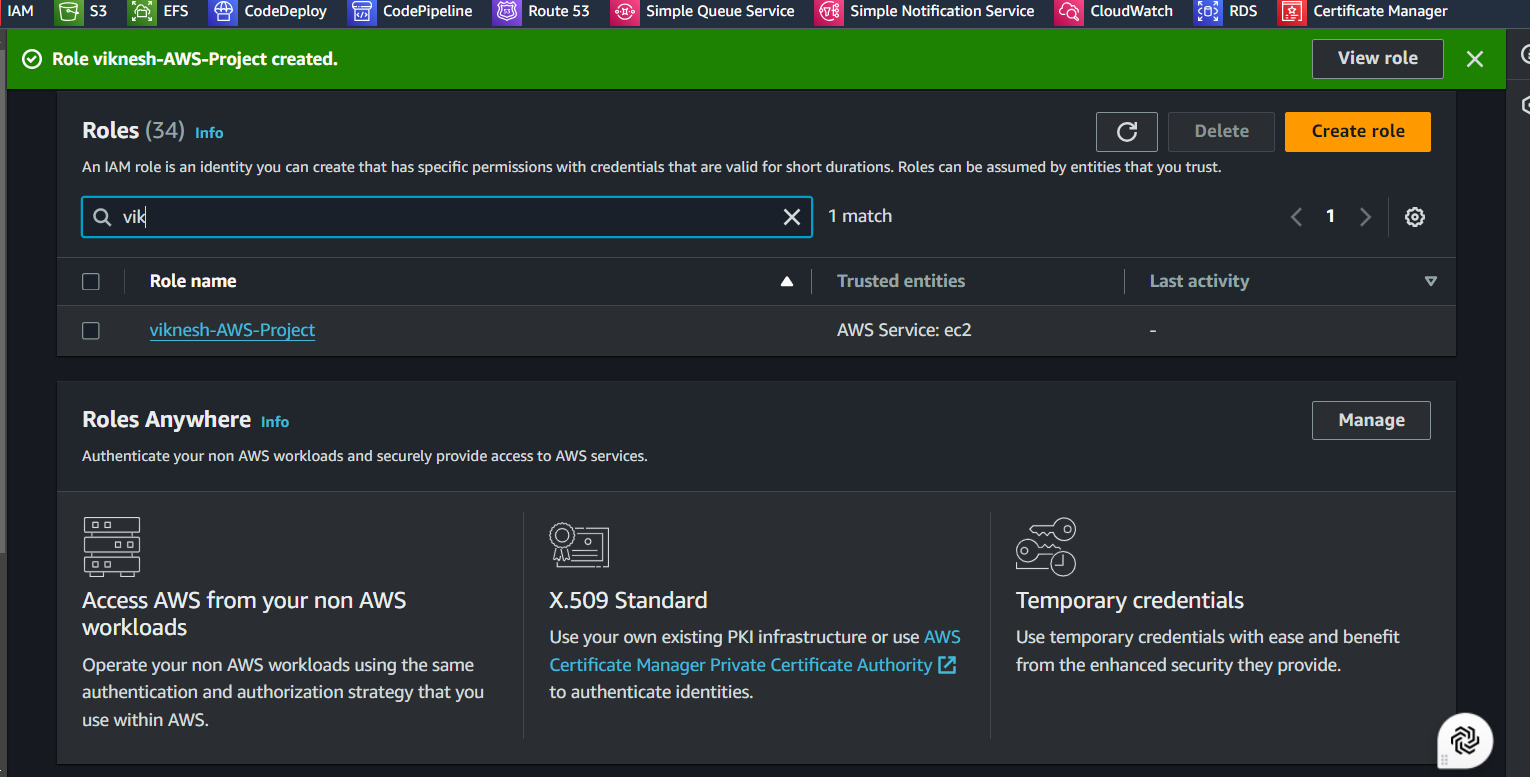 IAM S3 EFS CodeDeploy CodePipeline Route 53 Simple Queue Service Simple Notification Service CloudWatch RDS Certificate Manager
Role viknesh-AWS-Project created. View role
Roles (34) Info Delete Create role
An IAM role is an identity you can create that has specific permissions with credentials that are valid for short durations. Roles can be assumed by entities that you trust.
vik 1 match 1
Role name Trusted entities Last activity
viknesh-AWS-Project AWS Service: ec2 -
Roles Anywhere Info Manage
Authenticate your non AWS workloads and securely provide access to AWS services.
Access AWS from your non AWS
workloads
Operate your non AWS workloads using the same
authentication and authorization strategy that you
use within AWS.
X.509 Standard
Use your own existing PKI infrastructure or use AWS
Certificate Manager Private Certificate Authority
to authenticate identities.
Temporary credentials
Use temporary credentials with ease and benefit
from the enhanced security they provide.